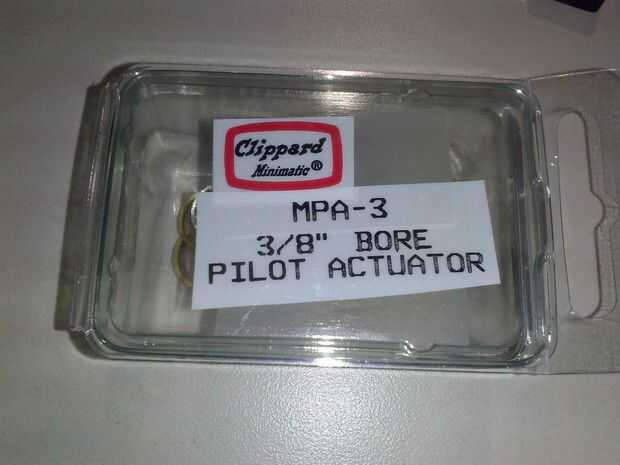 Clippard
Minimatic®
MPA-3
3/8" BORE
PILOT ACTUATOR